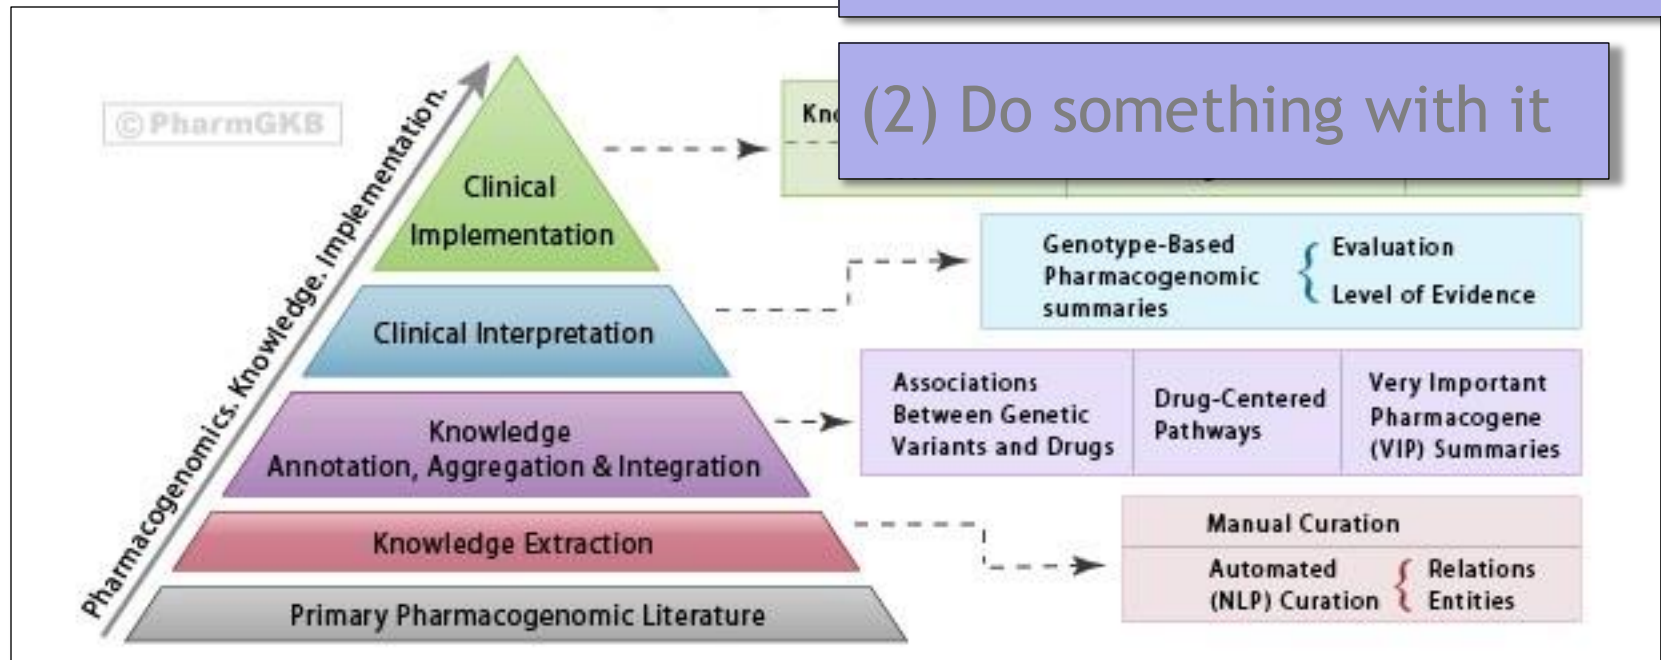 (2) Do something with it
© PharmGKB
Pharmacogenomics. Knowledge. Implementation.
Clinical
Implementation
Genotype-Based
Pharmacogenomic
summaries
Evaluation
Level of Evidence
Clinical Interpretation
Associations
Between Genetic
Variants and Drugs
Drug-Centered
Pathways
Very Important
Pharmacogene
(VIP) Summaries
Knowledge
Annotation, Aggregation & Integration
Manual Curation
Automated
(NLP) Curation
Relations
Entities
Knowledge Extraction
Primary Pharmacogenomic Literature